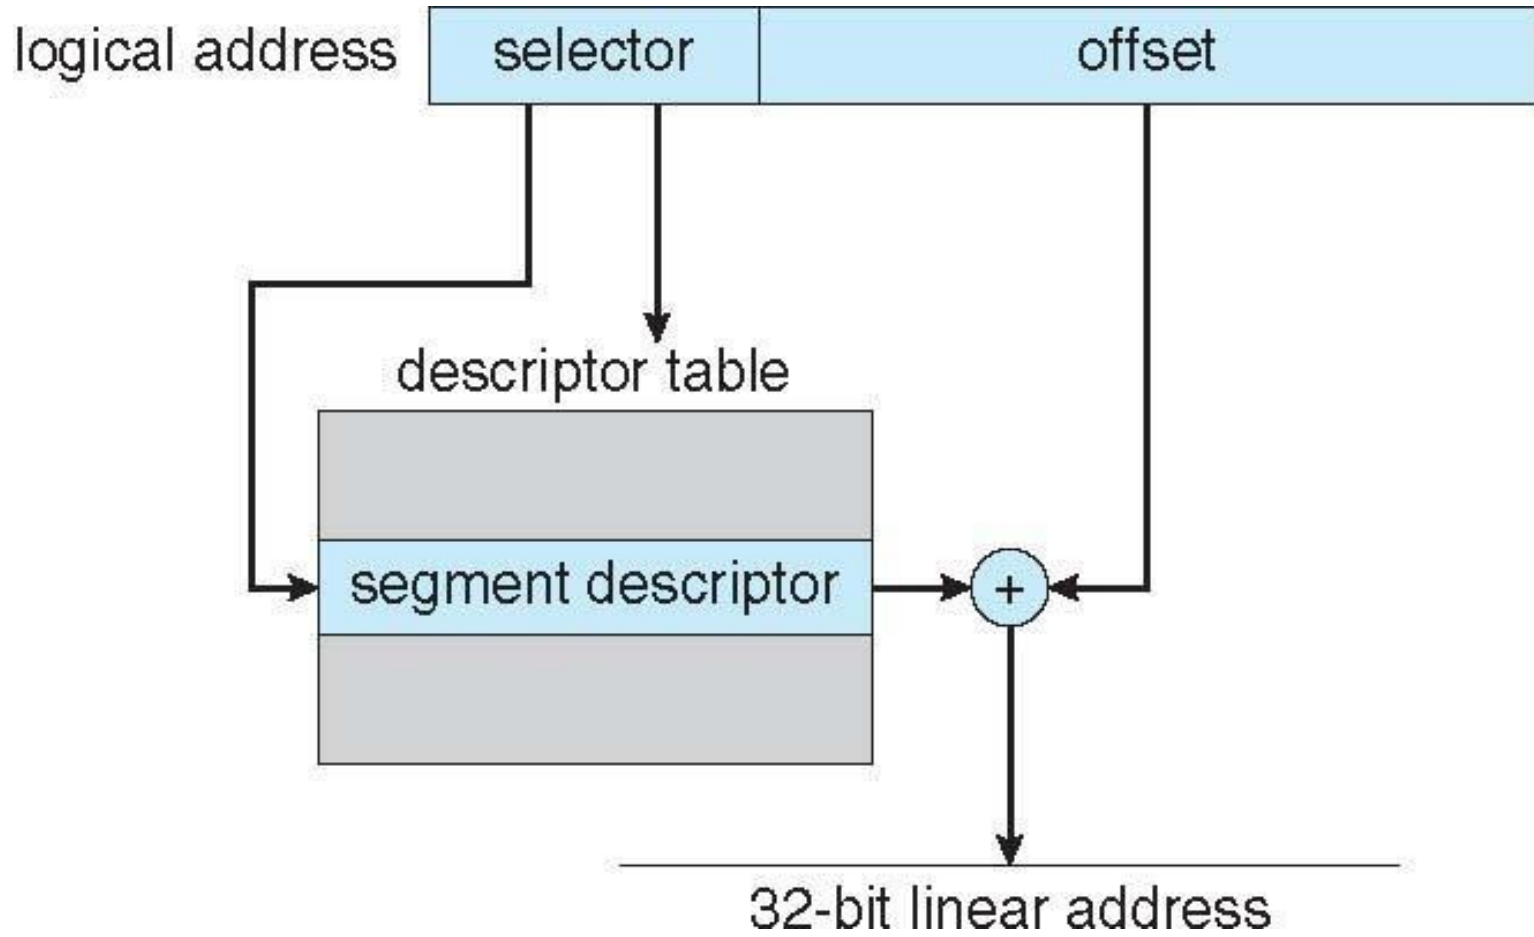 logical address
selector
offset
descriptor table
segment descriptor
+
32-bit linear address